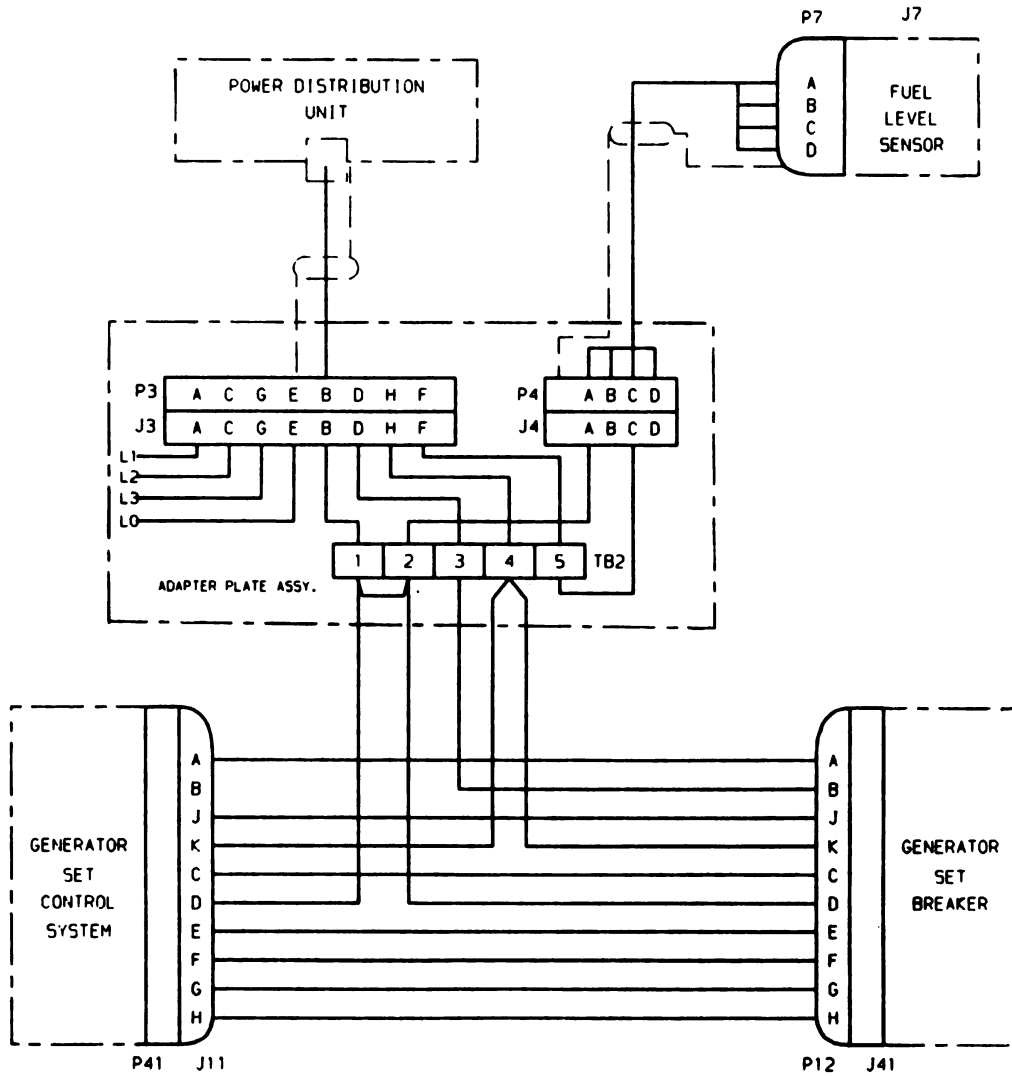 P7 J7
POWER DISTRIBUTION
UNIT
A
B
C
D
FUEL
LEVEL
SENSOR
P3 A C G E B D H F
J3 A C G E B D H F
P4 A B C D
J4 A B C D
L1
L2
L3
L0
1 2 3 4 5 TB2
ADAPTER PLATE ASSY.
GENERATOR
SET
CONTROL
SYSTEM
A
B
J
K
C
D
E
F
G
H
A
B
J
K
C
D
E
F
G
H
GENERATOR
SET
BREAKER
P41 J11
P12 J41